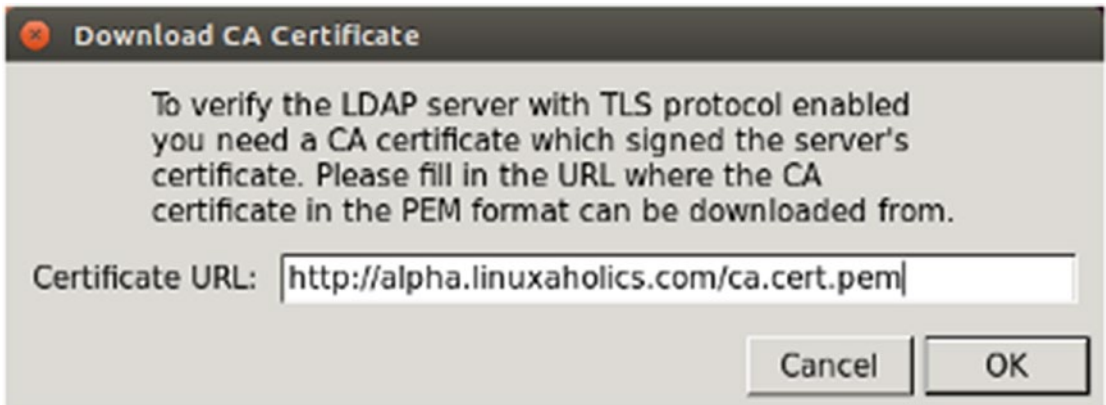 Download CA Certificate
To verify the LDAP server with TLS protocol enabled
you need a CA certificate which signed the server's
certificate. Please fill in the URL where the CA
certificate in the PEM format can be downloaded from.
Certificate URL: http://alpha.linuxaholics.com/ca.cert.pem
Cancel OK